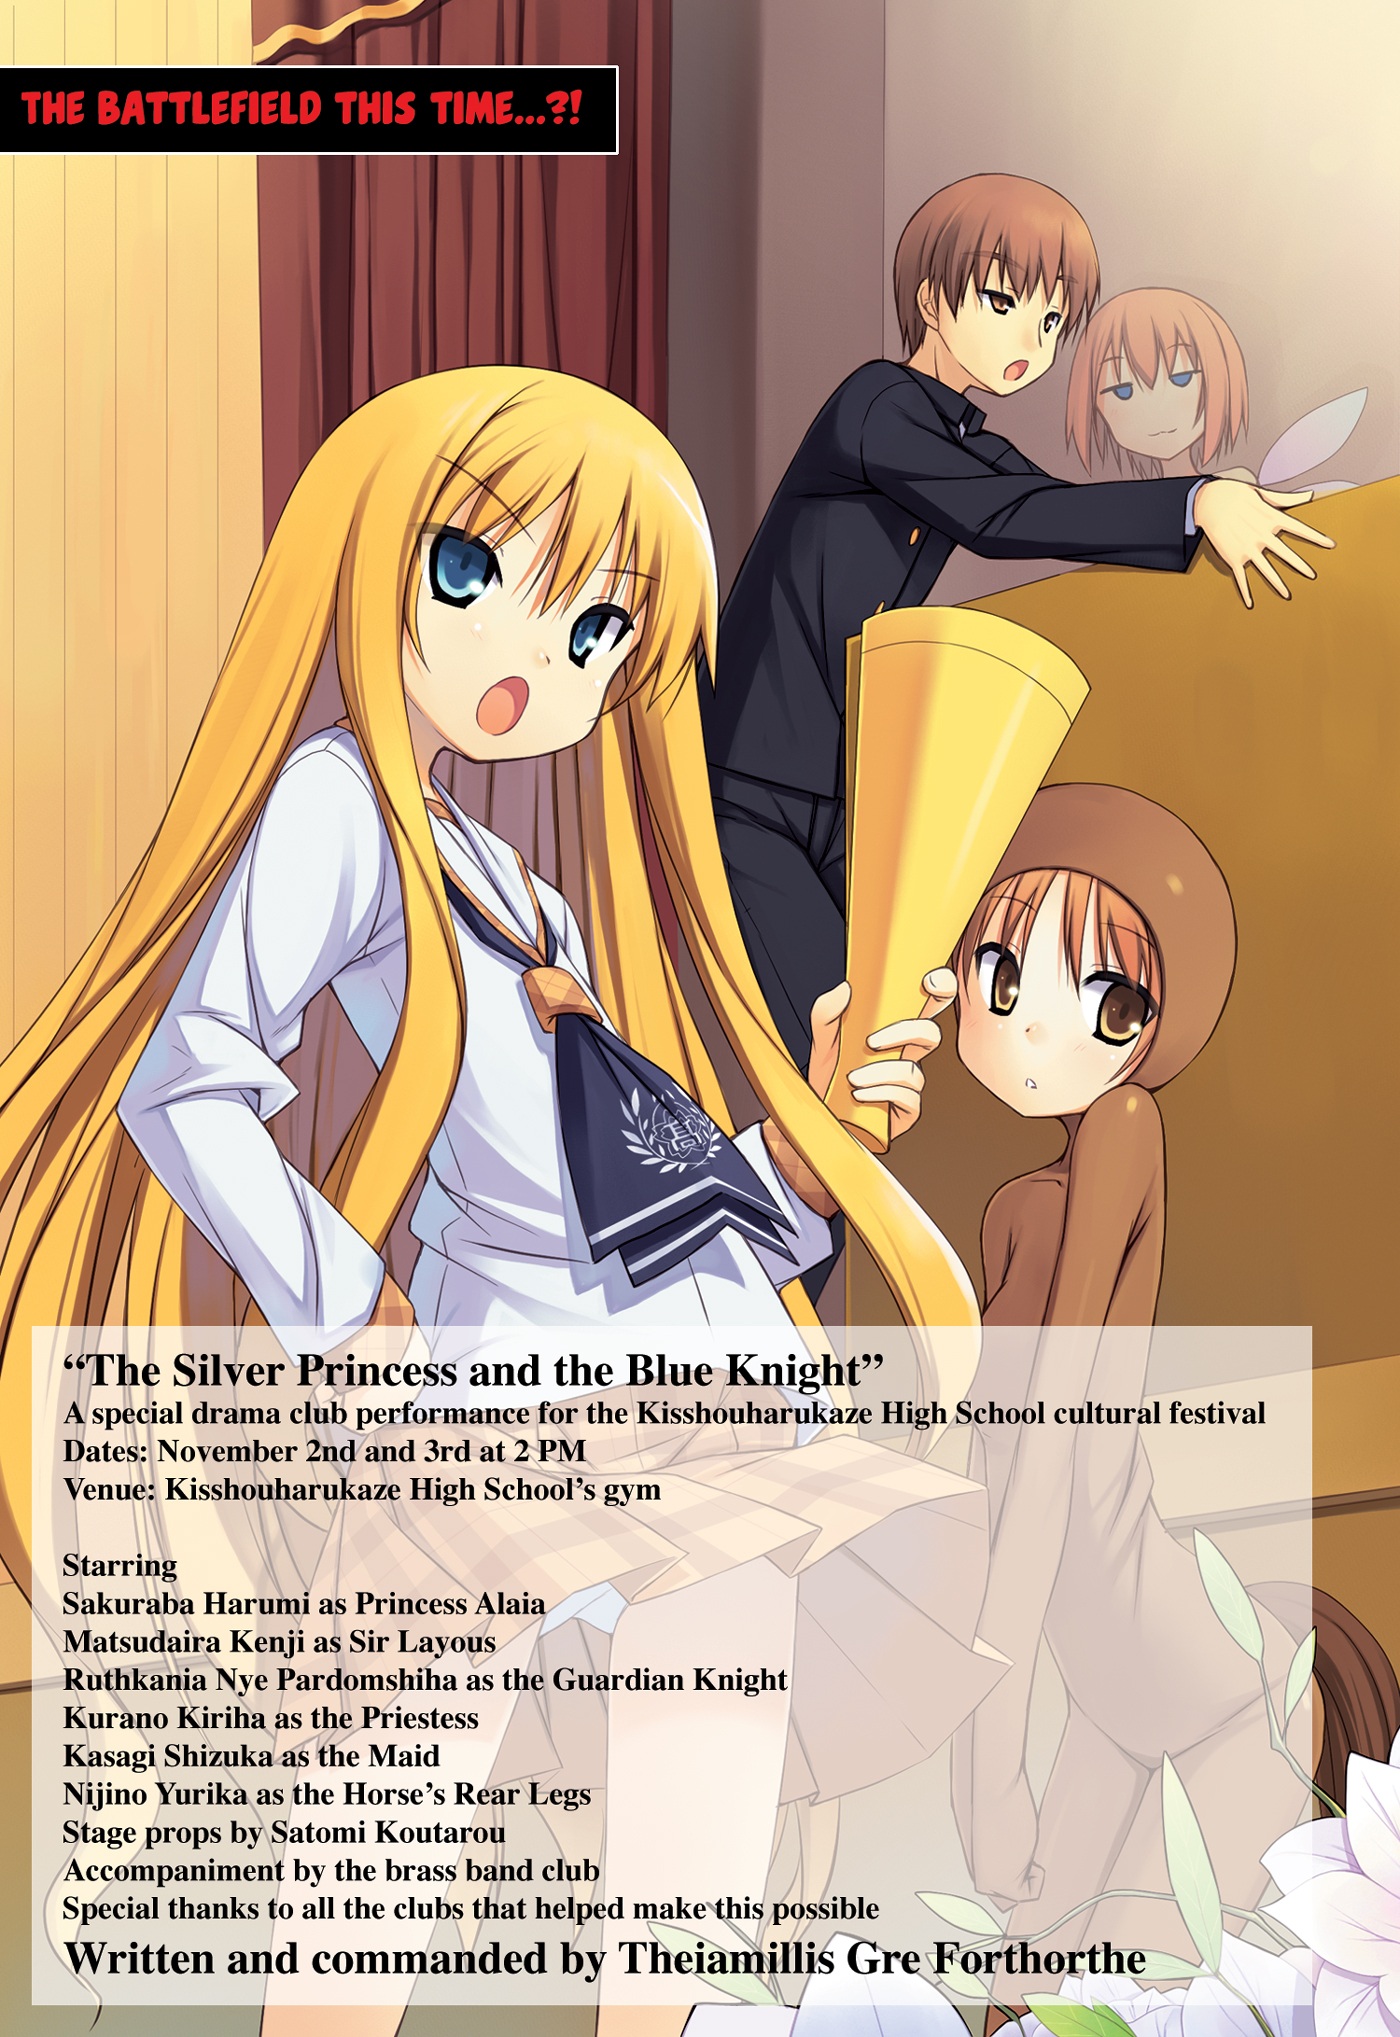 THE BATTLEFIELD THIS TIME...?!
“The Silver Princess and the Blue Knight”
A special drama club performance for the Kisshouharukaze High School cultural festival
Dates: November 2nd and 3rd at 2 PM
Venue: Kisshouharukaze High School’s gym
Starring
Sakuraba Harumi as Princess Alaia
Matsudaira Kenji as Sir Layous
Ruthkania Nye Pardomshiha as the Guardian Knight
Kurano Kiriha as the Priestess
Kasagi Shizuka as the Maid
Nijino Yurika as the Horse’s Rear Legs
Stage props by Satomi Koutarou
Accompaniment by the brass band club
Special thanks to all the clubs that helped make this possible
Written and commanded by Theiamillis Gre Forthorthe